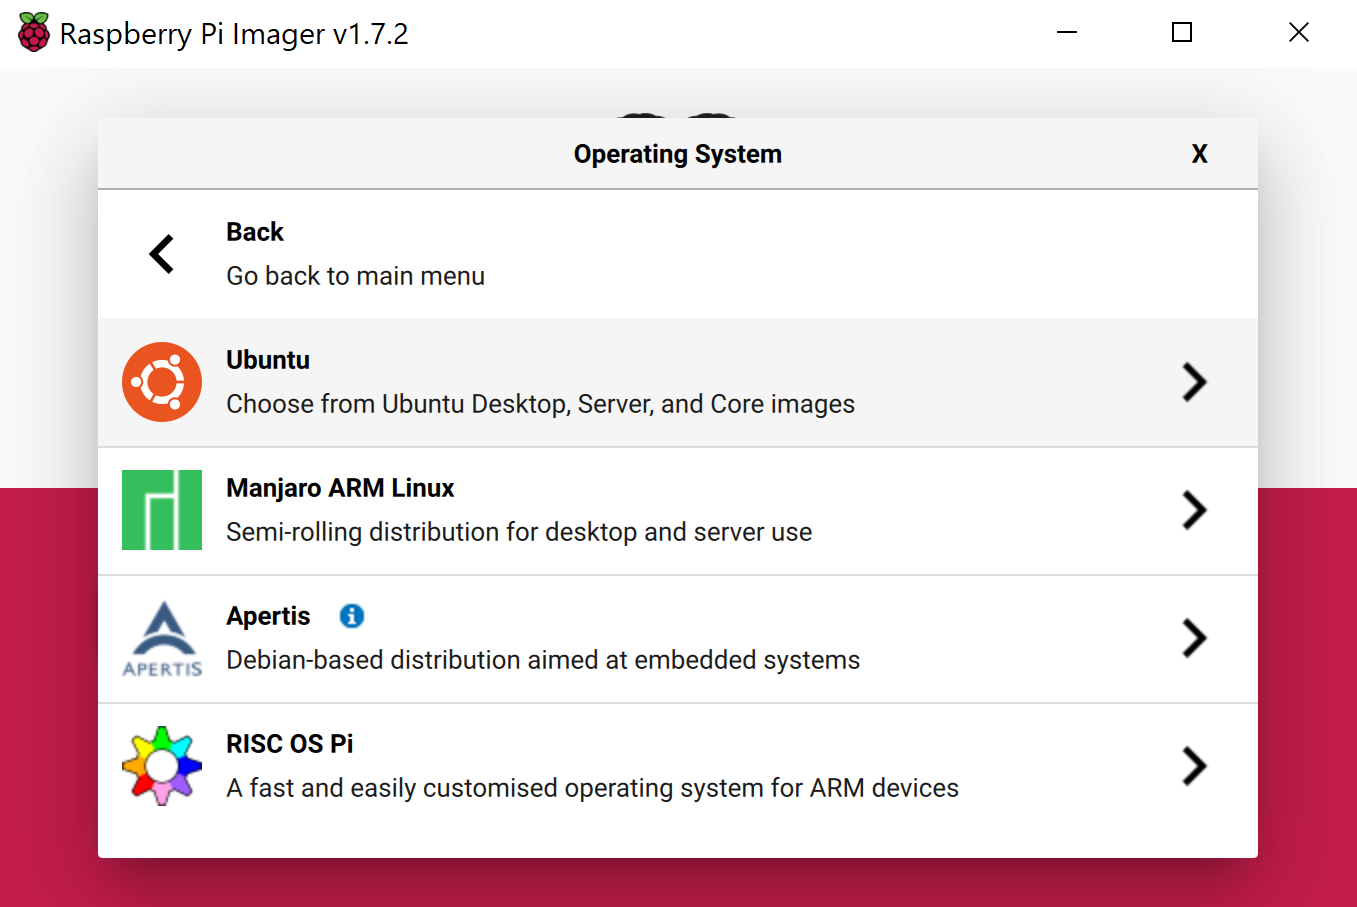 Raspberry Pi Imager v1.7.2
Operating System
X
Back
Go back to main menu
Ubuntu
Choose from Ubuntu Desktop, Server, and Core images
Manjaro ARM Linux
Semi-rolling distribution for desktop and server use
Apertis
APERTIS
Debian-based distribution aimed at embedded systems
RISC OS Pi
A fast and easily customised operating system for ARM devices